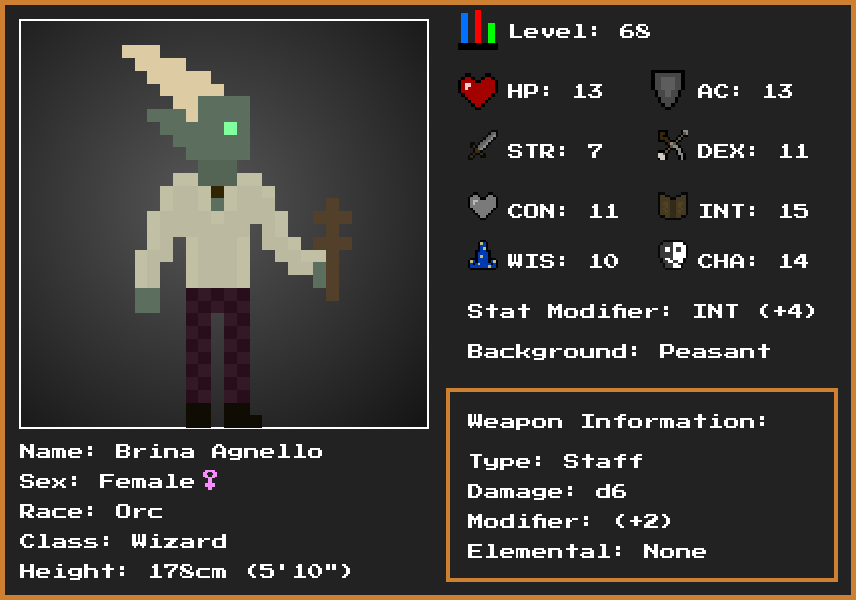 Level: 68
HP: 13
AC: 13
STR: 7
DEX: 11
CON: 11
INT: 15
WIS: 10
CHA: 14
Stat Modifier: INT (+4)
Background: Peasant
Name: Brina Agnello
Sex: Female♀
Race: Orc
Class: Wizard
Height: 178cm (5'10")
Weapon Information:
Type: Staff
Damage: d6
Modifier: (+2)
Elemental: None